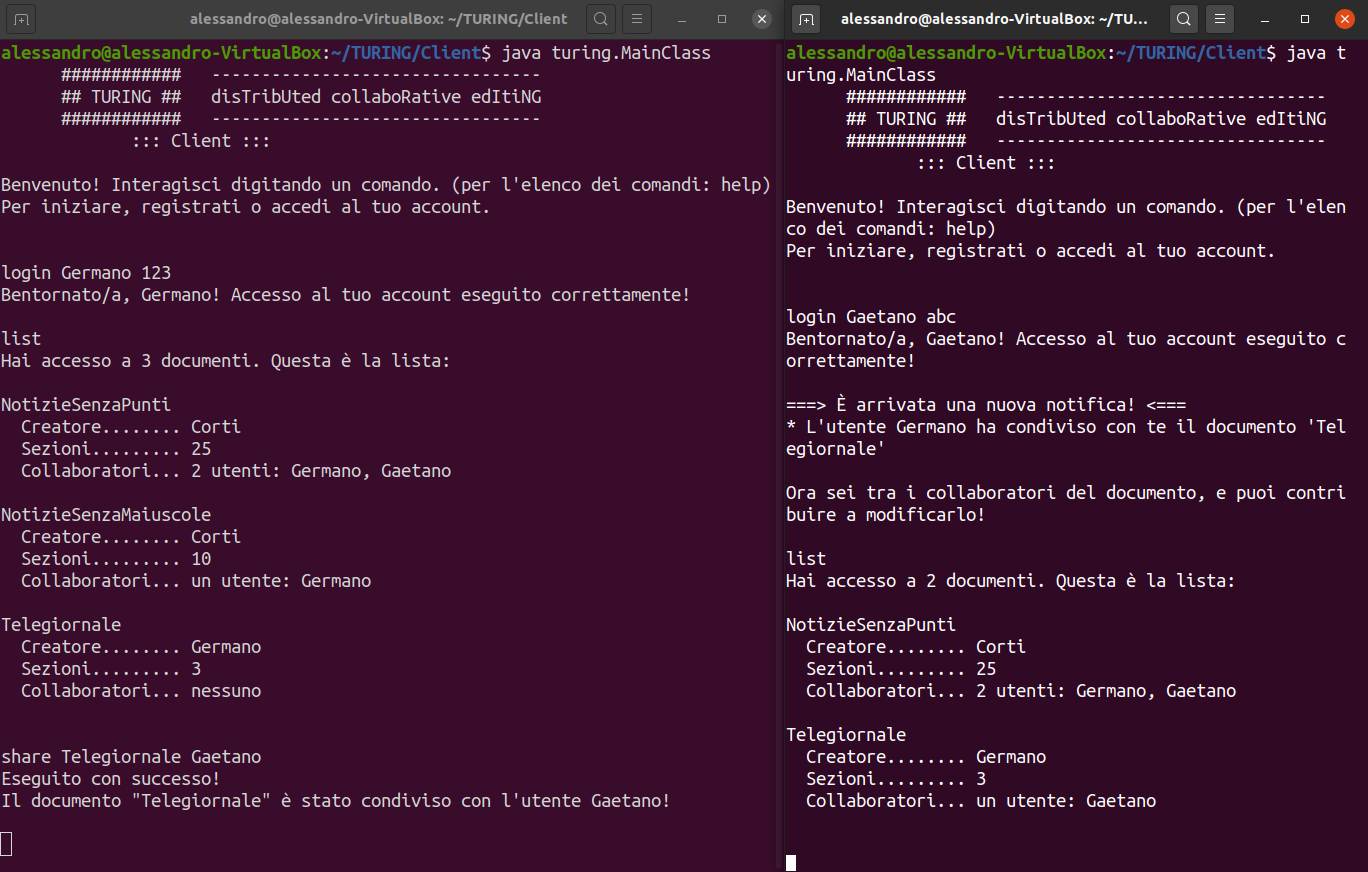 alessandro@alessandro-VirtualBox: ~/TURING/Client
alessandro@alessandro-VirtualBox:~/TURING/Client$ java turing.MainClass
############   ---------------------------------
## TURING ##   disTribUted collaboRative edItiNG
############   ---------------------------------
::: Client :::
Benvenuto! Interagisci digitando un comando. (per l'elenco dei comandi: help)
Per iniziare, registrati o accedi al tuo account.
login Germano 123
Bentornato/a, Germano! Accesso al tuo account eseguito correttamente!
list
Hai accesso a 3 documenti. Questa è la lista:
NotizieSenzaPunti
Creatore........ Corti
Sezioni......... 25
Collaboratori... 2 utenti: Germano, Gaetano
NotizieSenzaMaiuscole
Creatore........ Corti
Sezioni......... 10
Collaboratori... un utente: Germano
Telegiornale
Creatore........ Germano
Sezioni......... 3
Collaboratori... nessuno
share Telegiornale Gaetano
Eseguito con successo!
Il documento "Telegiornale" è stato condiviso con l'utente Gaetano!
alessandro@alessandro-VirtualBox: ~/TU...
alessandro@alessandro-VirtualBox:~/TURING/Client$ java t
uring.MainClass
############   ---------------------------------
## TURING ##   disTribUted collaboRative edItiNG
############   ---------------------------------
::: Client :::
Benvenuto! Interagisci digitando un comando. (per l'elen
co dei comandi: help)
Per iniziare, registrati o accedi al tuo account.
login Gaetano abc
Bentornato/a, Gaetano! Accesso al tuo account eseguito c
orrettamente!
===> È arrivata una nuova notifica! <===
* L'utente Germano ha condiviso con te il documento 'Tel
egiornale'
Ora sei tra i collaboratori del documento, e puoi contri
buire a modificarlo!
list
Hai accesso a 2 documenti. Questa è la lista:
NotizieSenzaPunti
Creatore........ Corti
Sezioni......... 25
Collaboratori... 2 utenti: Germano, Gaetano
Telegiornale
Creatore........ Germano
Sezioni......... 3
Collaboratori... un utente: Gaetano